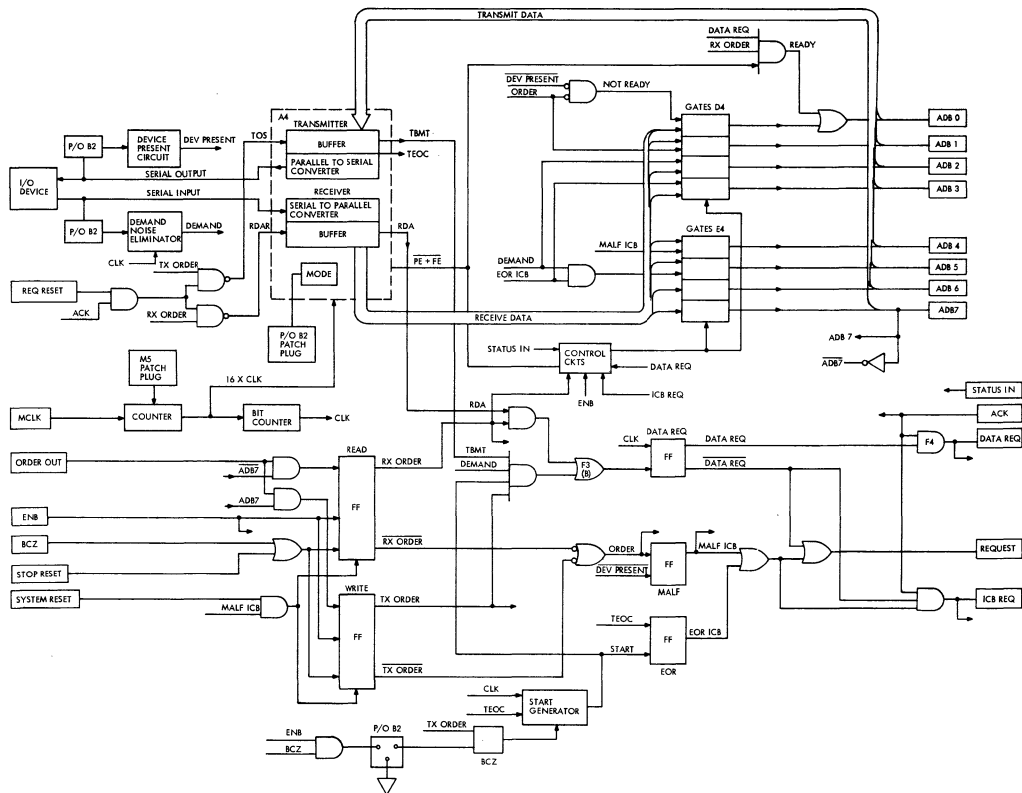 TRANSMIT DATA
DATA REQ
RX ORDER
READY
DEV PRESENT
ORDER
NOT READY
GATES D4
ADB 0
ADB 1
ADB 2
ADB 3
A4
TRANSMITTER
BUFFER
PARALLEL TO SERIAL
CONVERTER
TOS
TBMT
TEOC
RECEIVER
SERIAL TO PARALLEL
CONVERTER
BUFFER
RDA
RDAR
P/O B2
DEVICE
PRESENT
CIRCUIT
DEV PRESENT
I/O
DEVICE
SERIAL OUTPUT
SERIAL INPUT
P/O B2
DEMAND
NOISE
ELIMINATOR
DEMAND
CLK
TX ORDER
REQ RESET
ACK
RX ORDER
MODE
P/O B2
PATCH
PLUG
PE + FE
RECEIVE DATA
GATES E4
MALF ICB
DEMAND
EOR ICB
ADB 4
ADB 5
ADB 6
ADB7
ADB 7
ADB7
STATUS IN
CONTROL
CKTS
DATA REQ
ENB
ICB REQ
M5
PATCH
PLUG
16 X CLK
MCLK
COUNTER
BIT
COUNTER
CLK
RDA
STATUS IN
ACK
DATA REQ
F4
DATA REQ
CLK
FF
DATA REQ
DATA REQ
ORDER OUT
ADB7
ADB7
READ
FF
RX ORDER
RX ORDER
TBMT
DEMAND
F3
(B)
ENB
BCZ
STOP RESET
SYSTEM RESET
MALF ICB
WRITE
FF
TX ORDER
TX ORDER
ORDER
DEV PRESENT
FF
MALF
MALF ICB
REQUEST
ICB REQ
TEOC
START
FF
EOR
EOR ICB
CLK
TEOC
START
GENERATOR
ENB
BCZ
P/O B2
TX ORDER
BCZ